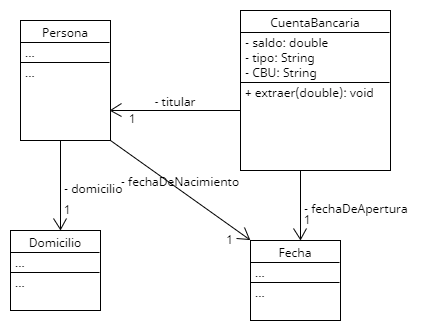 Persona
...
...
CuentaBancaria
- saldo: double
- tipo: String
- CBU: String
+ extraer(double): void
- titular
1
- domicilio
1
- fechaDeNacimiento
1
- fechaDeApertura
1
Domicilio
...
...
Fecha
...
...